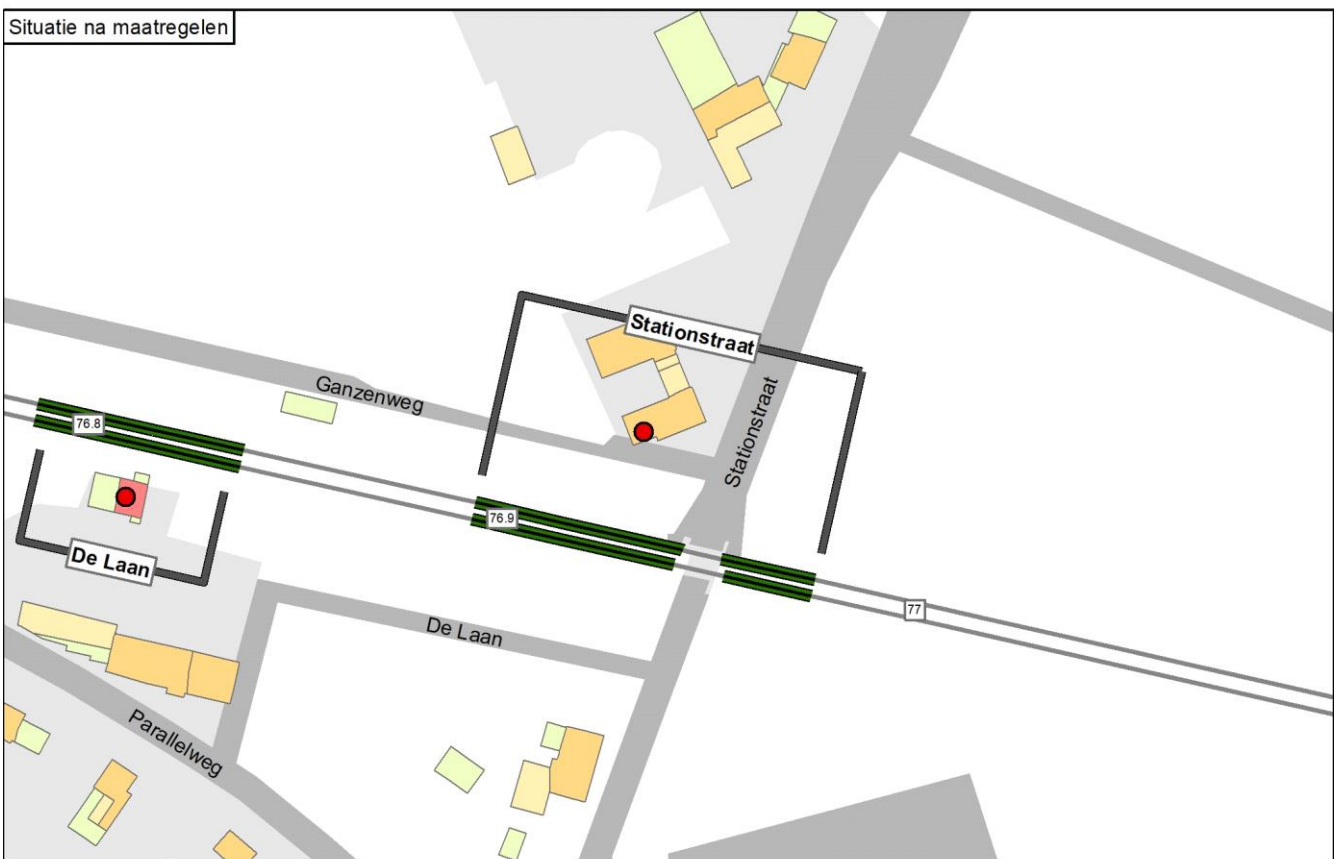 Situatie na maatregelen
Stationstraat
Ganzenweg
Stationstraat
76.8
76.9
De Laan
77
De Laan
Parallelweg